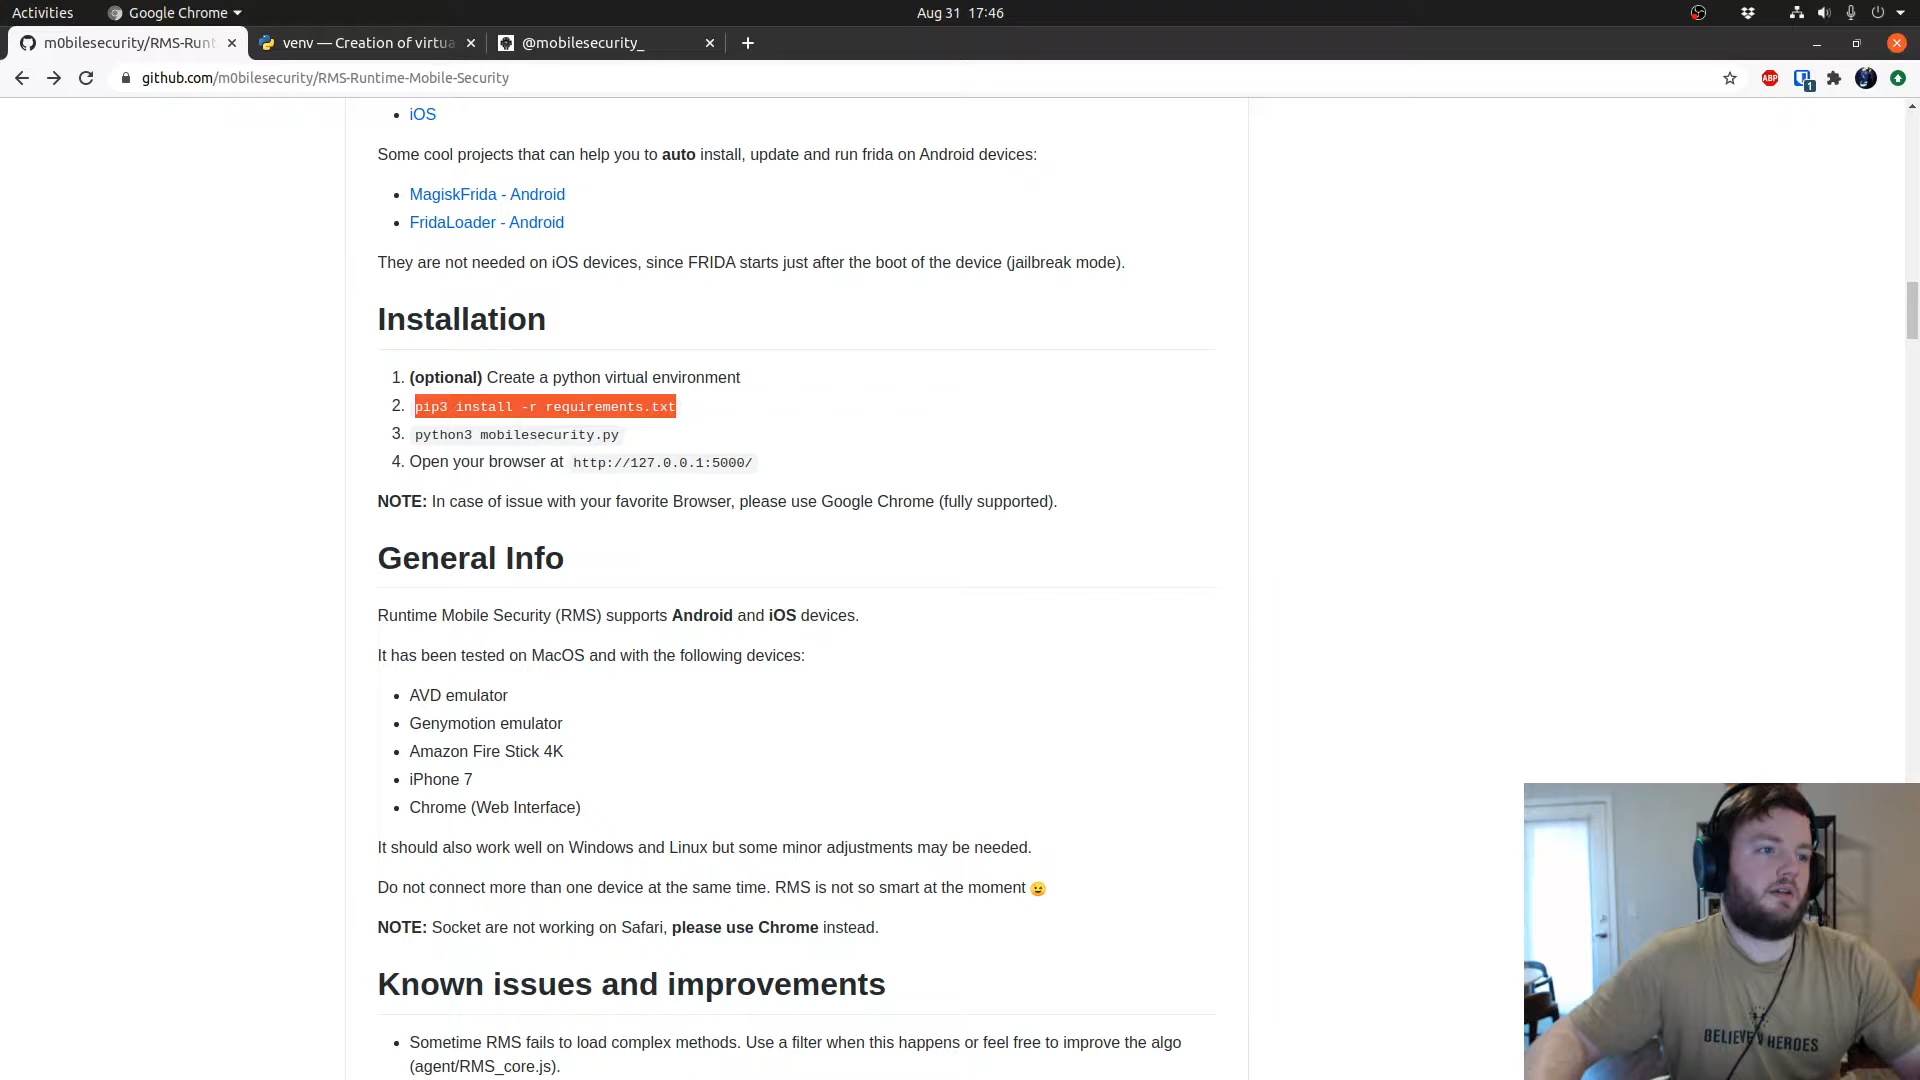 Activities
Google Chrome
Aug 31 17:46
m0bilesecurity/RMS-Runt
venv — Creation of virtua
@mobilesecurity_
github.com/m0bilesecurity/RMS-Runtime-Mobile-Security
ABP
1
iOS
Some cool projects that can help you to auto install, update and run frida on Android devices:
MagiskFrida - Android
FridaLoader - Android
They are not needed on iOS devices, since FRIDA starts just after the boot of the device (jailbreak mode).
Installation
1. (optional) Create a python virtual environment
2. pip3 install -r requirements.txt
3. python3 mobilesecurity.py
4. Open your browser at http://127.0.0.1:5000/
NOTE: In case of issue with your favorite Browser, please use Google Chrome (fully supported).
General Info
Runtime Mobile Security (RMS) supports Android and iOS devices.
It has been tested on MacOS and with the following devices:
AVD emulator
Genymotion emulator
Amazon Fire Stick 4K
iPhone 7
Chrome (Web Interface)
It should also work well on Windows and Linux but some minor adjustments may be needed.
Do not connect more than one device at the same time. RMS is not so smart at the moment 😉
NOTE: Socket are not working on Safari, please use Chrome instead.
Known issues and improvements
Sometime RMS fails to load complex methods. Use a filter when this happens or feel free to improve the algo
(agent/RMS_core.js).
BELIEVE HEROES